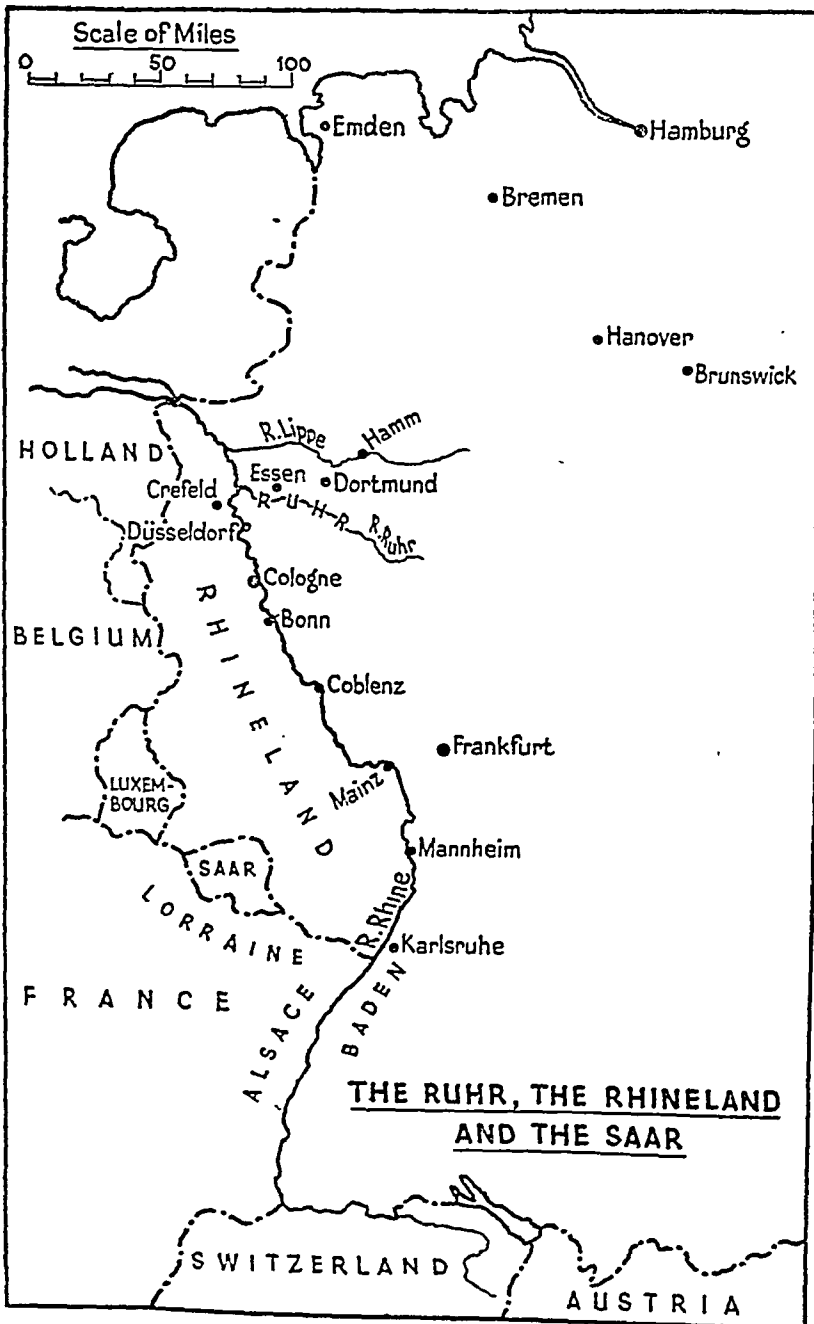 Scale of Miles
0 50 100
Emden
Hamburg
Bremen
Hanover
Brunswick
R. Lippe
Hamm
HOLLAND
Essen
Dortmund
Crefeld
RUHR
R. Ruhr
Düsseldorf
Cologne
RHINELAND
Bonn
BELGIUM
Coblenz
Frankfurt
Mainz
LUXEM-
BOURG
Mannheim
SAAR
R. Rhine
LORRAINE
Karlsruhe
FRANCE
ALSACE
BADEN
THE RUHR, THE RHINELAND
AND THE SAAR
SWITZERLAND
AUSTRIA